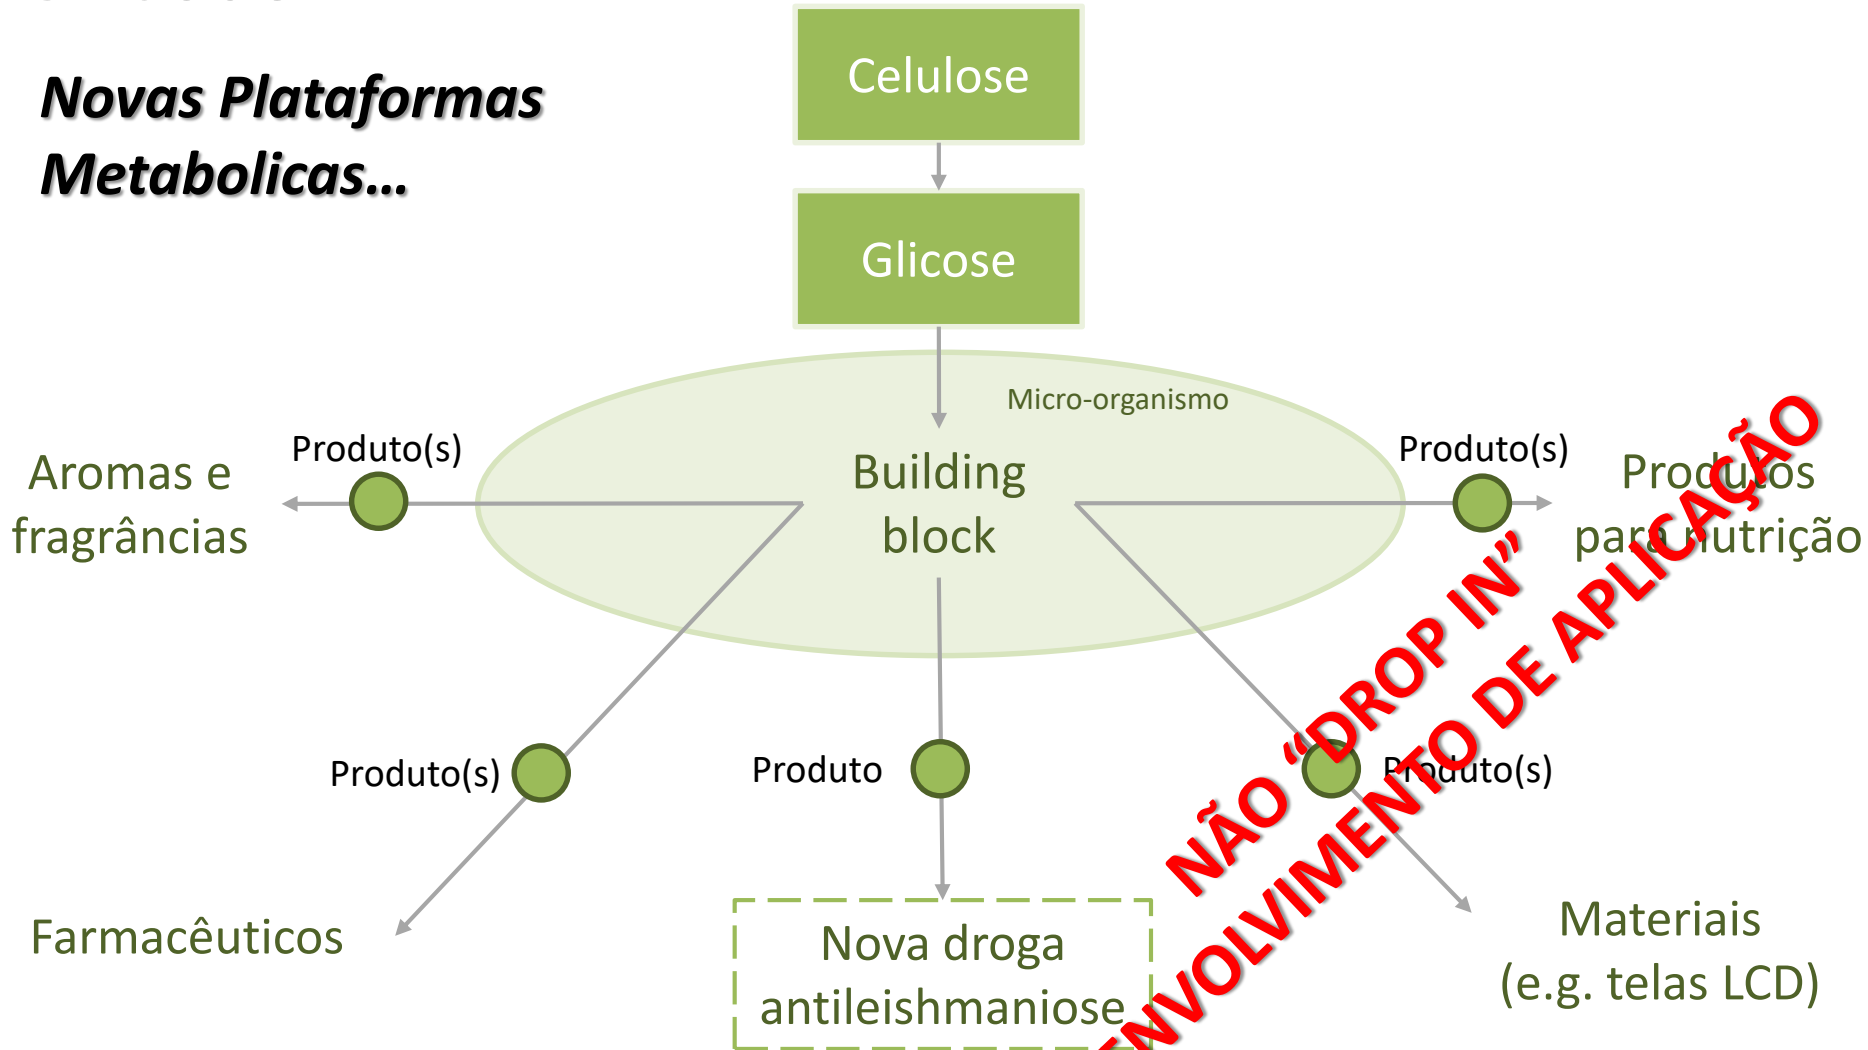 Novas Plataformas
Metabolicas...
Celulose
Glicose
Micro-organismo
Building
block
Produto(s)
Aromas e
fragrâncias
Produto(s)
Produtos
para nutrição
Produto(s)
Farmacêuticos
Produto
Nova droga
antileishmaniose
Produto(s)
Materiais
(e.g. telas LCD)
NÃO “DROP IN”
ENVOLVIMENTO DE APLICAÇÃO